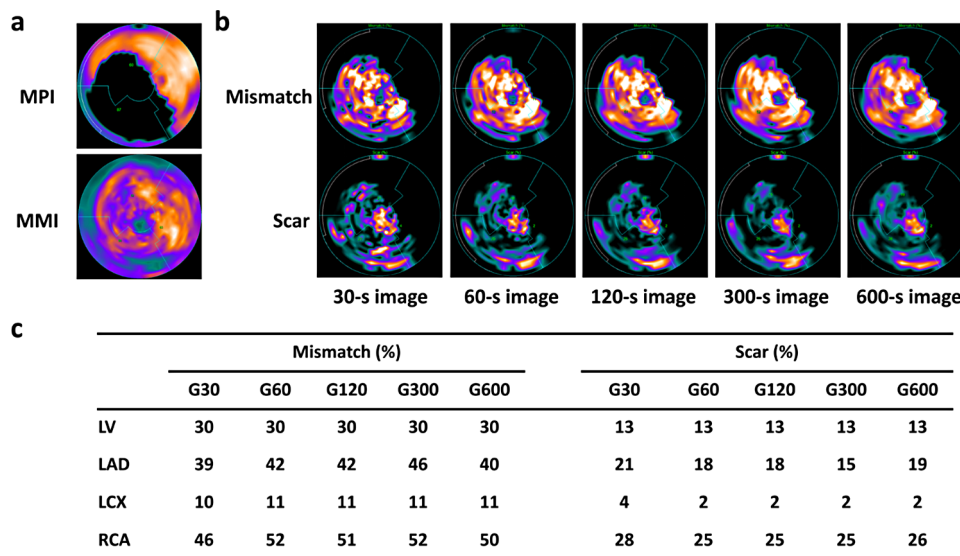 a
b
MPI
MMI
Mismatch
Scar
Mismatch (%)
Scar (%)
30-s image 60-s image 120-s image 300-s image 600-s image
c
Mismatch (%) Scar (%)
G30 G60 G120 G300 G600 G30 G60 G120 G300 G600
LV 30 30 30 30 30 13 13 13 13 13
LAD 39 42 42 46 40 21 18 18 15 19
LCX 10 11 11 11 11 4 2 2 2 2
RCA 46 52 51 52 50 28 25 25 25 26